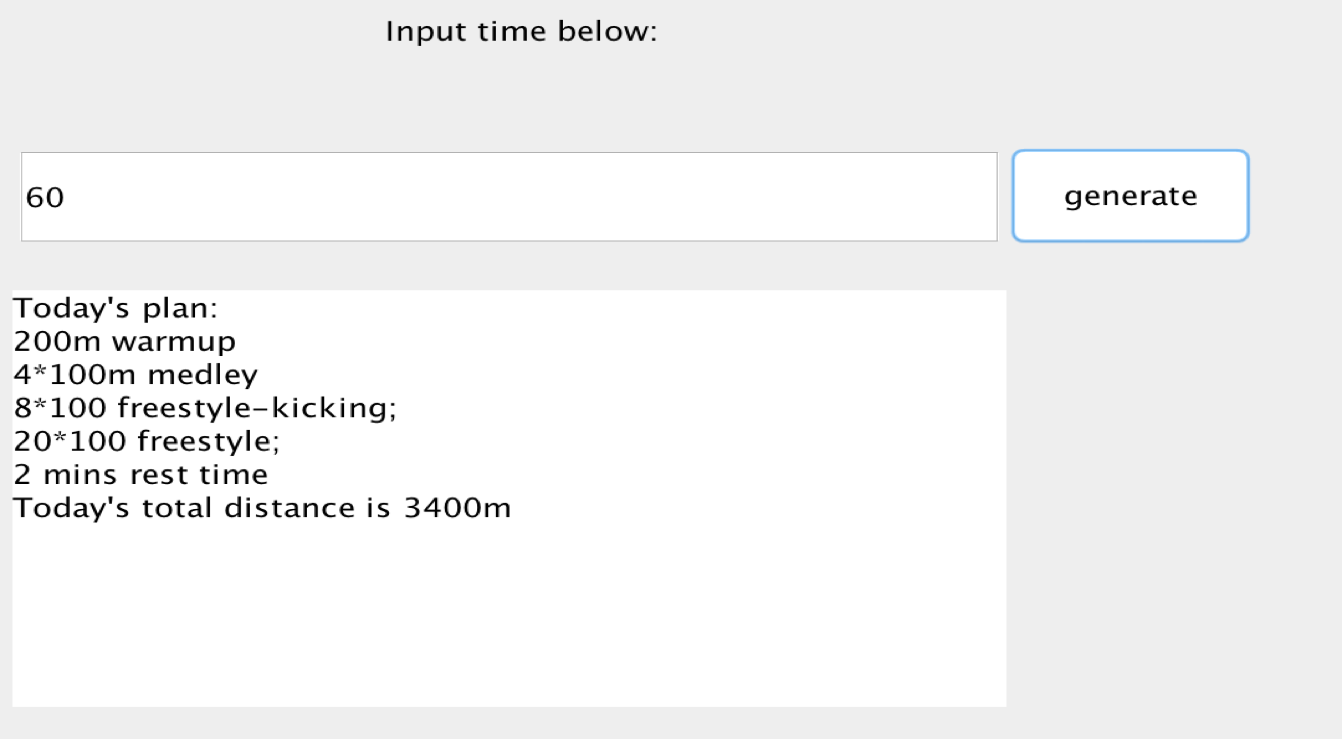 Input time below:
60
generate
Today's plan:
200m warmup
4*100m medley
8*100 freestyle-kicking;
20*100 freestyle;
2 mins rest time
Today's total distance is 3400m